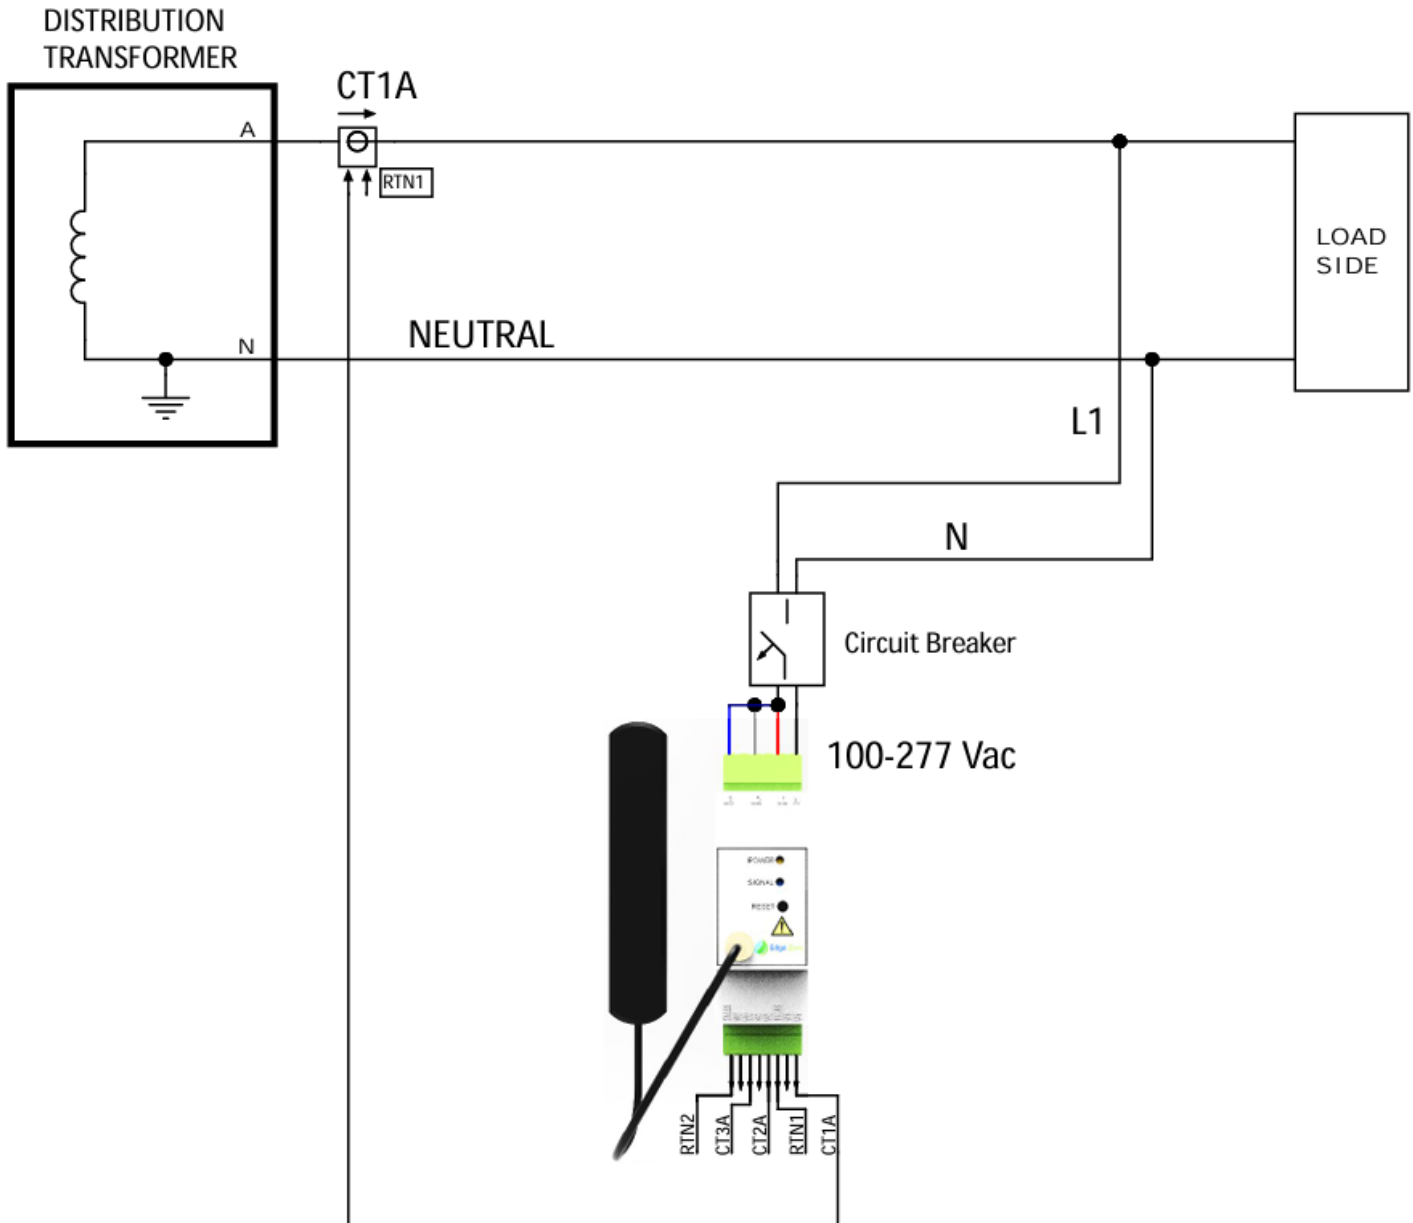 DISTRIBUTION
TRANSFORMER
CT1A
A
RTN1
LOAD
SIDE
NEUTRAL
N
L1
N
Circuit Breaker
100-277 Vac
POWER
SIGNAL
RESET
Edge
RTN2
CT3A
CT2A
RTN1
CT1A